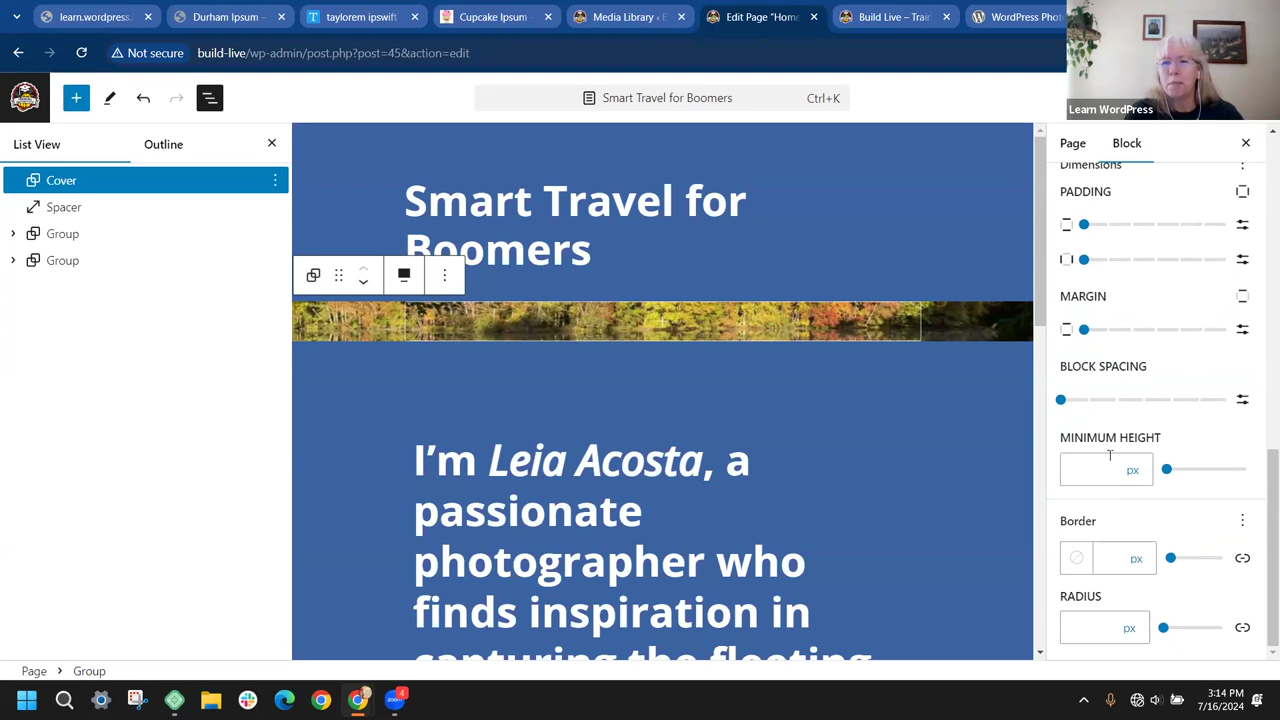 learn.wordpress.
Durham Ipsum -
taylorem ipswift
Cupcake Ipsum -
Media Library ‹ B
Edit Page "Home
Build Live – Train
WordPress Phot
Not secure
build-live/wp-admin/post.php?post=45&action=edit
Learn WordPress
Smart Travel for Boomers
Ctrl+K
List View
Outline
Page
Block
Cover
Spacer
Group
Group
Smart Travel for
Boomers
I'm Leia Acosta, a
passionate
photographer who
finds inspiration in
capturing the fleeting
Dimensions
PADDING
MARGIN
BLOCK SPACING
MINIMUM HEIGHT
px
Border
px
RADIUS
px
Page
Group
4
3:14 PM
7/16/2024